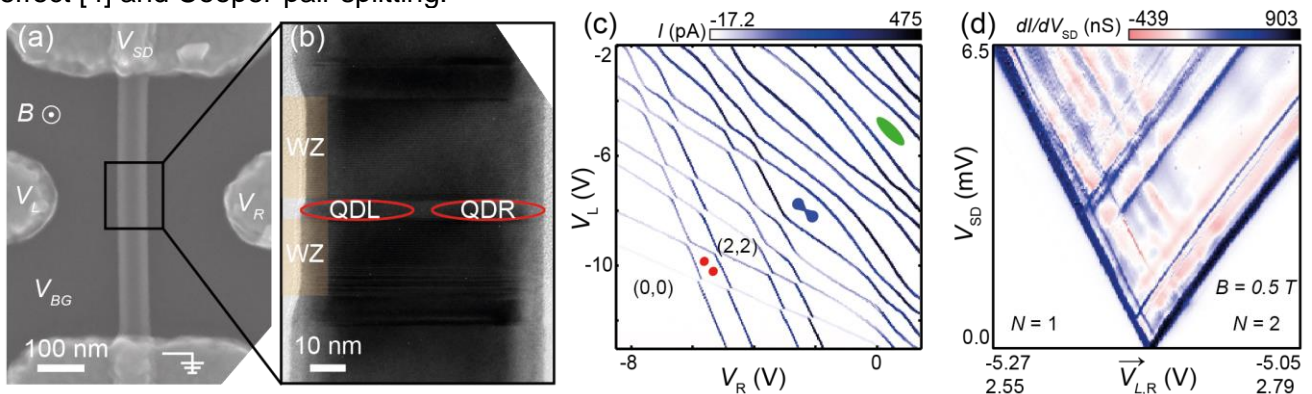 effect [4] and Cooper pair splitting.
(a)
V_SD
B ⊙
V_L
V_R
V_BG
100 nm
(b)
WZ
QDL
QDR
WZ
10 nm
(c)
I (pA)
-17.2
475
-2
-6
-10
V_L (V)
(0,0)
(2,2)
-8
-4
0
V_R (V)
(d)
dI/dV_SD (nS)
-439
903
6.5
V_SD (mV)
0.0
B = 0.5 T
N = 1
N = 2
-5.27
2.55
V_L,R (V)
-5.05
2.79